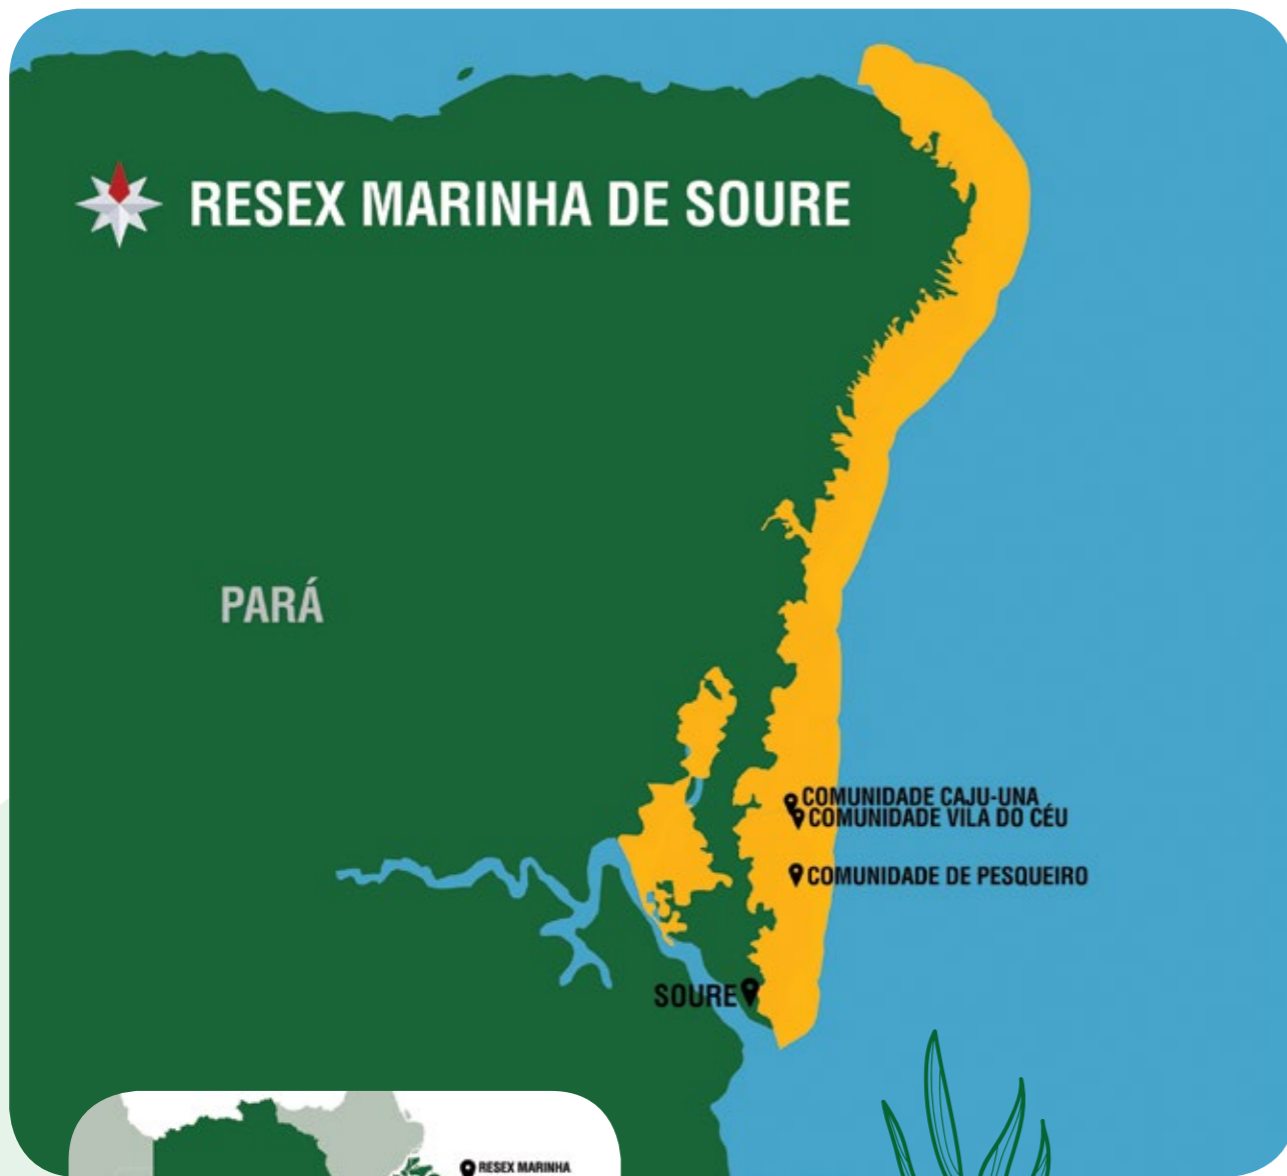 RESEX MARINHA DE SOURE
PARÁ
COMUNIDADE CAJU-UNA
COMUNIDADE VILA DO CÉU
COMUNIDADE DE PESQUEIRO
SOURE
RESEX MARINHA